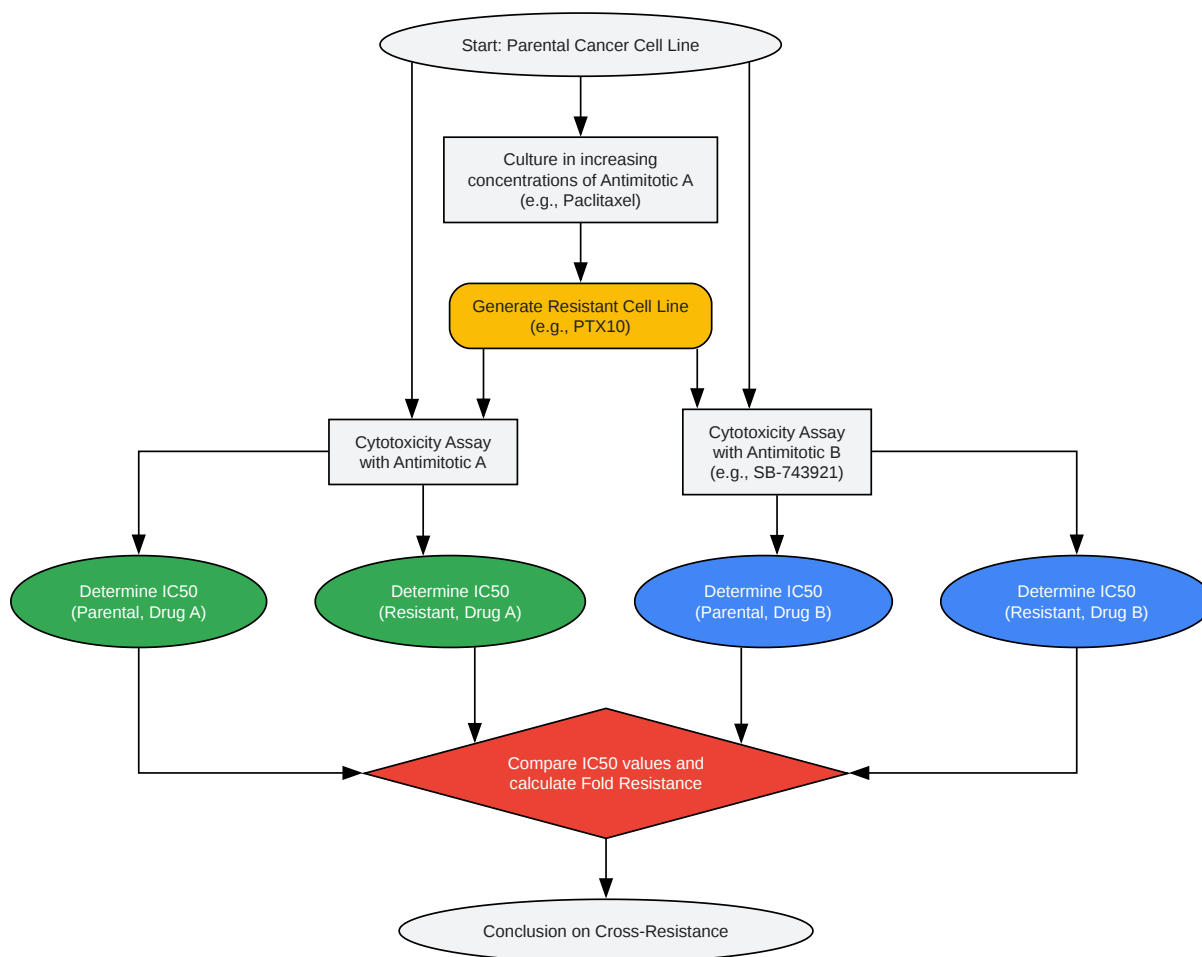 Start: Parental Cancer Cell Line
Culture in increasing
concentrations of Antimitotic A
(e.g., Paclitaxel)
Generate Resistant Cell Line
(e.g., PTX10)
Cytotoxicity Assay
with Antimitotic A
Cytotoxicity Assay
with Antimitotic B
(e.g., SB-743921)
Determine IC50
(Parental, Drug A)
Determine IC50
(Resistant, Drug A)
Determine IC50
(Parental, Drug B)
Determine IC50
(Resistant, Drug B)
Compare IC50 values and
calculate Fold Resistance
Conclusion on Cross-Resistance